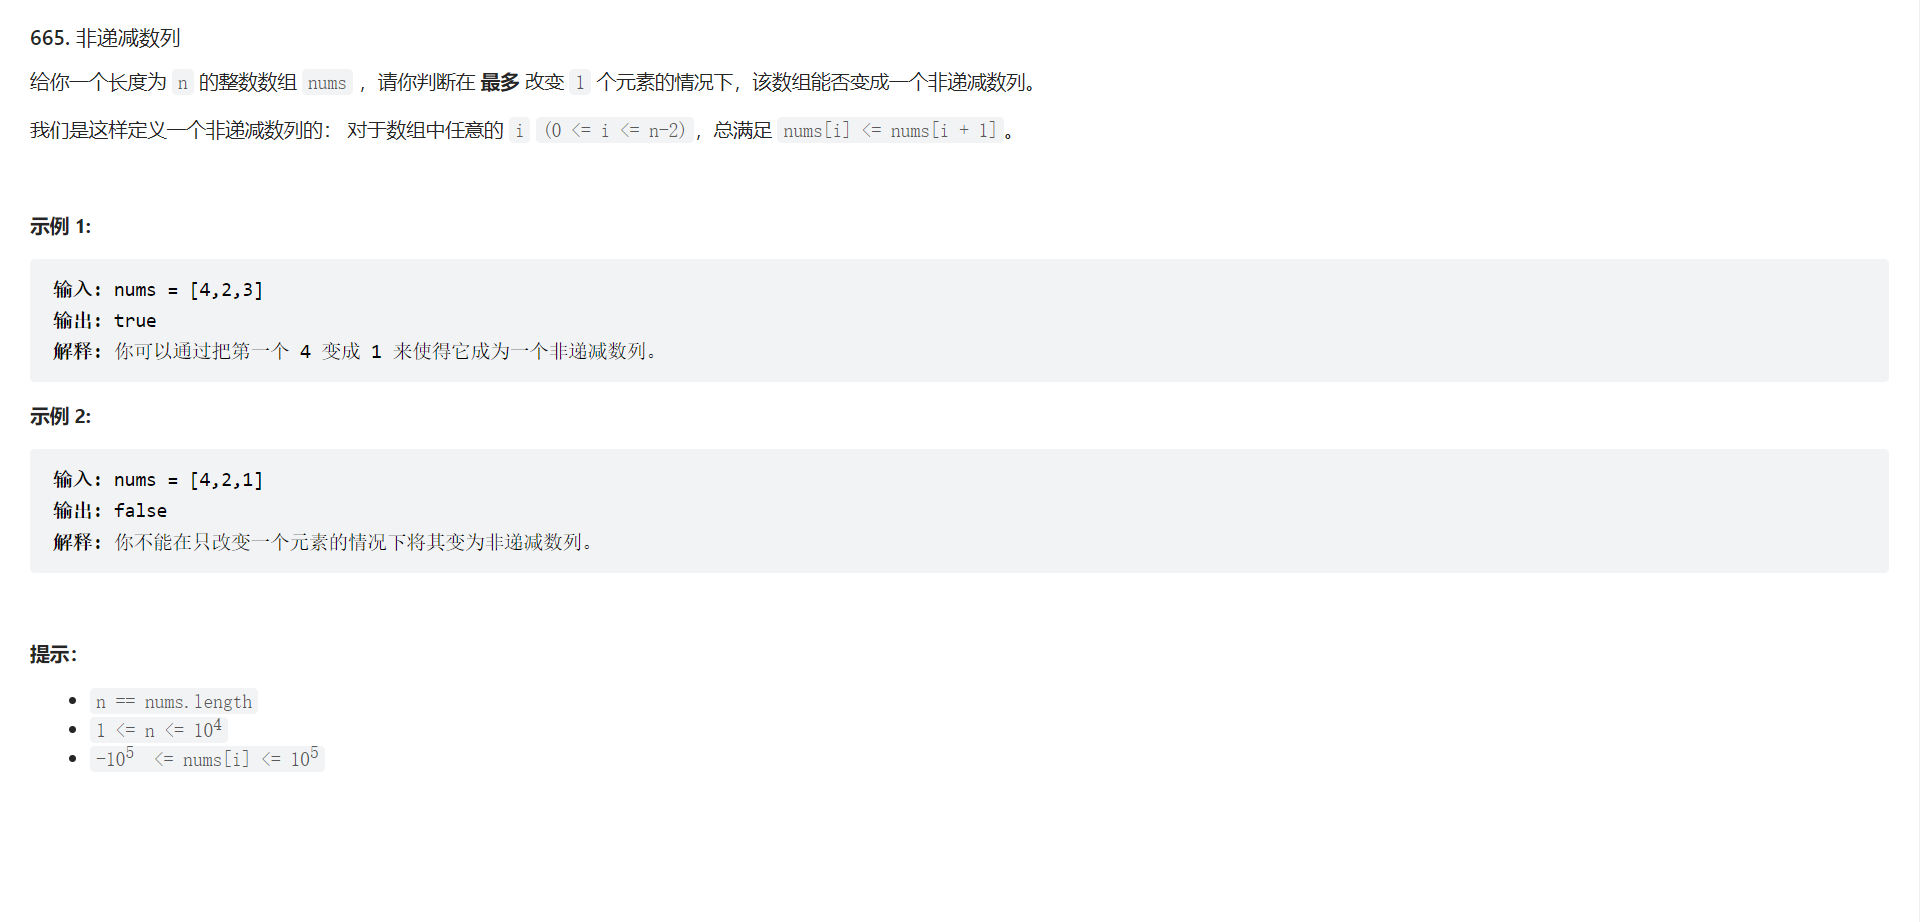 665. 非递减数列
给你一个长度为 n 的整数数组 nums ，请你判断在 最多 改变 1 个元素的情况下，该数组能否变成一个非递减数列。
我们是这样定义一个非递减数列的： 对于数组中任意的 i (0 <= i <= n-2)，总满足 nums[i] <= nums[i + 1]。
示例 1:
输入: nums = [4,2,3]
输出: true
解释: 你可以通过把第一个 4 变成 1 来使得它成为一个非递减数列。
示例 2:
输入: nums = [4,2,1]
输出: false
解释: 你不能在只改变一个元素的情况下将其变为非递减数列。
提示：
n == nums.length
1 <= n <= 10⁴
-10⁵ <= nums[i] <= 10⁵